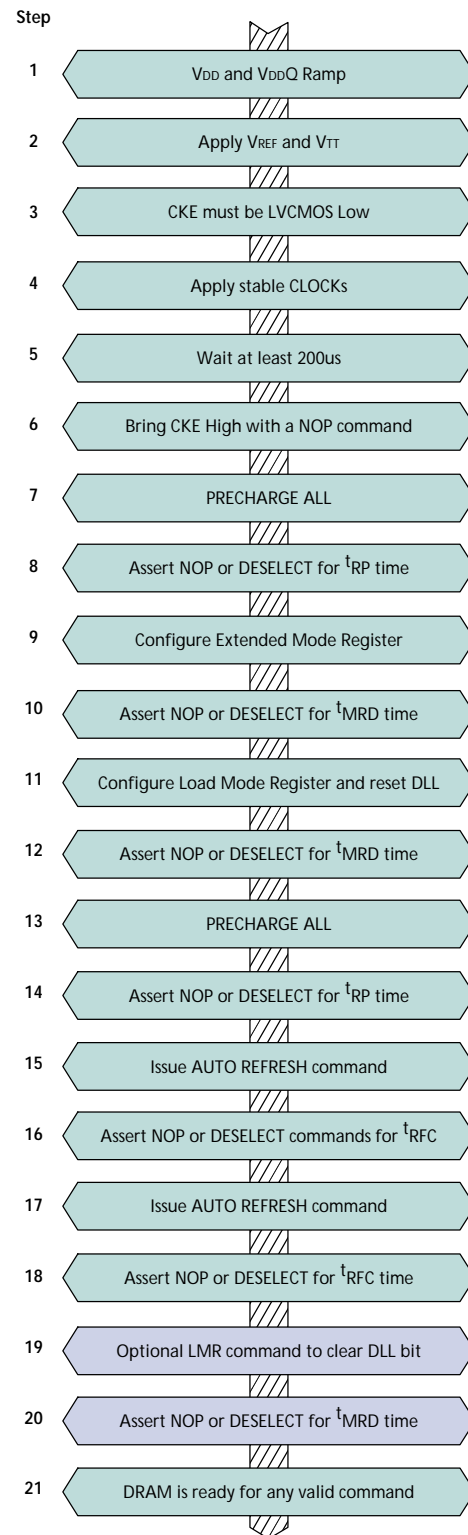 Step
1 VDD and VDDQ Ramp
2 Apply VREF and VTT
3 CKE must be LVCMOS Low
4 Apply stable CLOCKs
5 Wait at least 200us
6 Bring CKE High with a NOP command
7 PRECHARGE ALL
8 Assert NOP or DESELECT for tRP time
9 Configure Extended Mode Register
10 Assert NOP or DESELECT for tMRD time
11 Configure Load Mode Register and reset DLL
12 Assert NOP or DESELECT for tMRD time
13 PRECHARGE ALL
14 Assert NOP or DESELECT for tRP time
15 Issue AUTO REFRESH command
16 Assert NOP or DESELECT commands for tRFC
17 Issue AUTO REFRESH command
18 Assert NOP or DESELECT for tRFC time
19 Optional LMR command to clear DLL bit
20 Assert NOP or DESELECT for tMRD time
21 DRAM is ready for any valid command